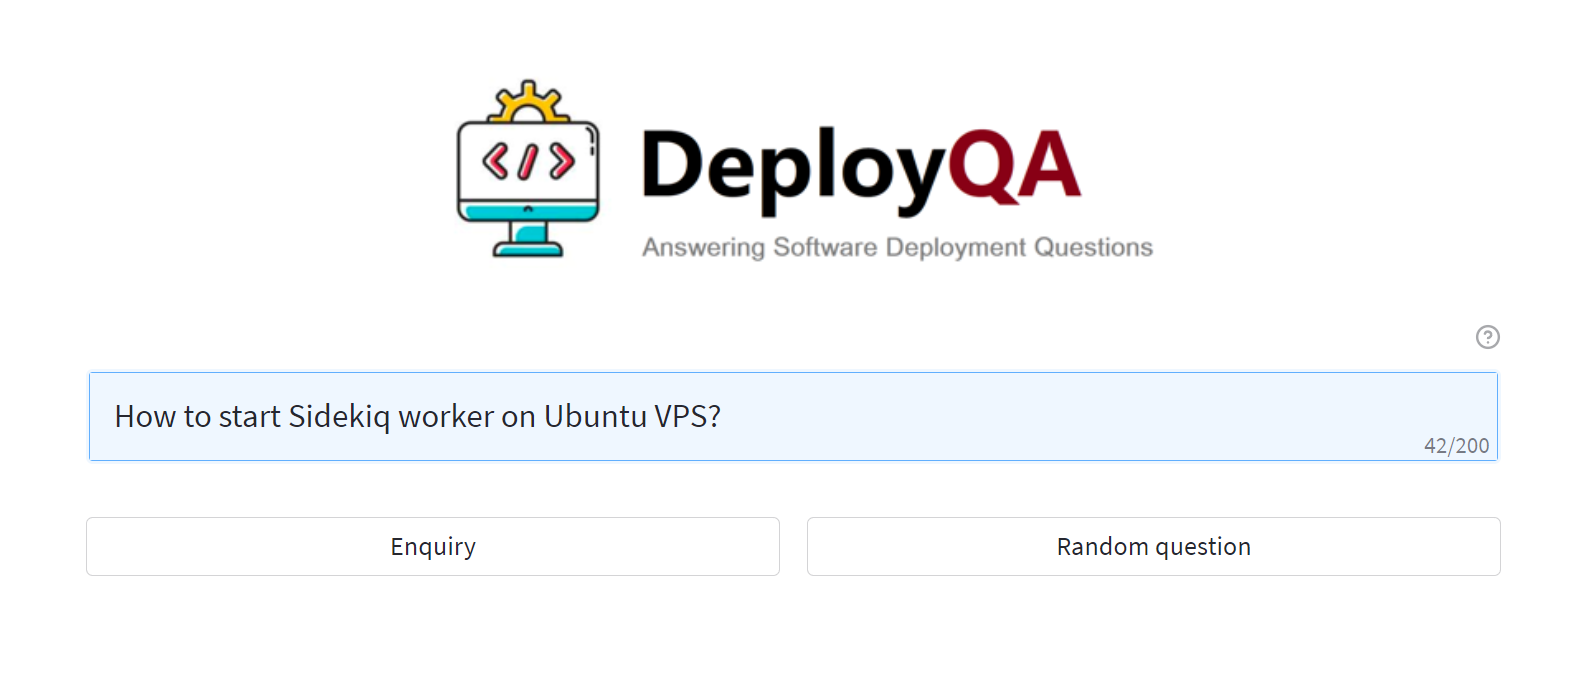 </>
DeployQA
Answering Software Deployment Questions
?
How to start Sidekiq worker on Ubuntu VPS?
42/200
Enquiry
Random question